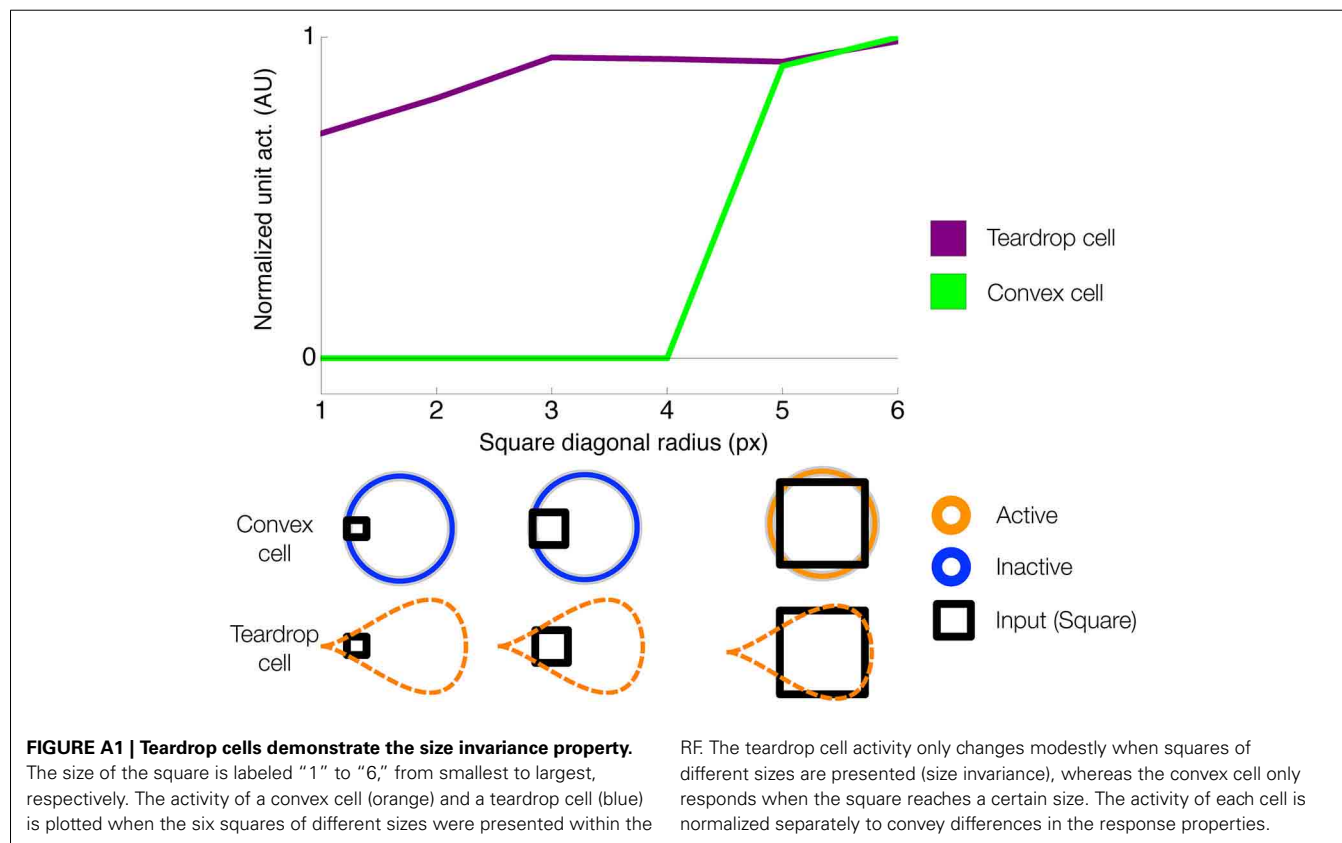 1
0
Normalized unit act. (AU)
1 2 3 4 5 6
Square diagonal radius (px)
Teardrop cell
Convex cell
Convex
cell
Teardrop
cell
Active
Inactive
Input (Square)
FIGURE A1 | Teardrop cells demonstrate the size invariance property.
The size of the square is labeled “1” to “6,” from smallest to largest,
respectively. The activity of a convex cell (orange) and a teardrop cell (blue)
is plotted when the six squares of different sizes were presented within the
RF. The teardrop cell activity only changes modestly when squares of
different sizes are presented (size invariance), whereas the convex cell only
responds when the square reaches a certain size. The activity of each cell is
normalized separately to convey differences in the response properties.